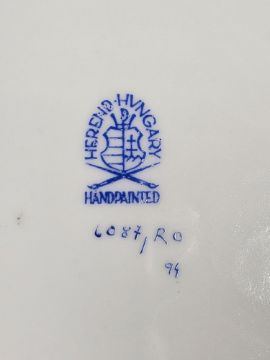 HEREND · HUNGARY
HANDPAINTED
6087, RO
94